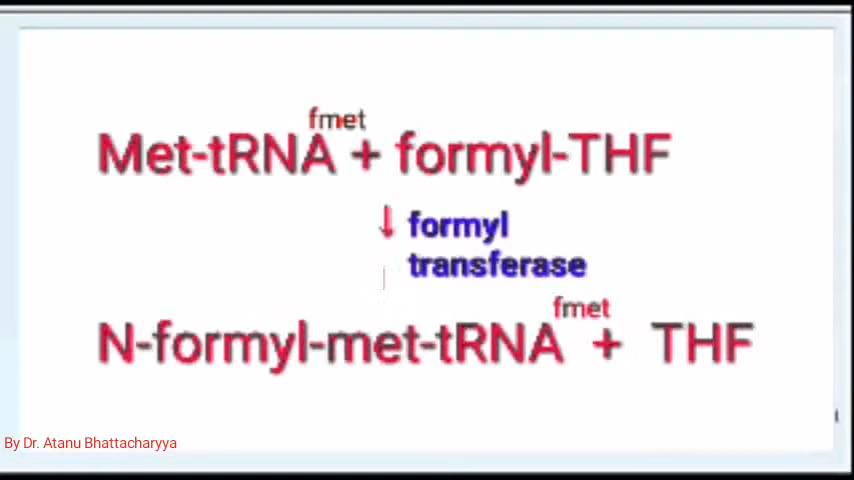 fmet
Met-tRNA + formyl-THF
↓ formyl
transferase
fmet
N-formyl-met-tRNA + THF
By Dr. Atanu Bhattacharyya